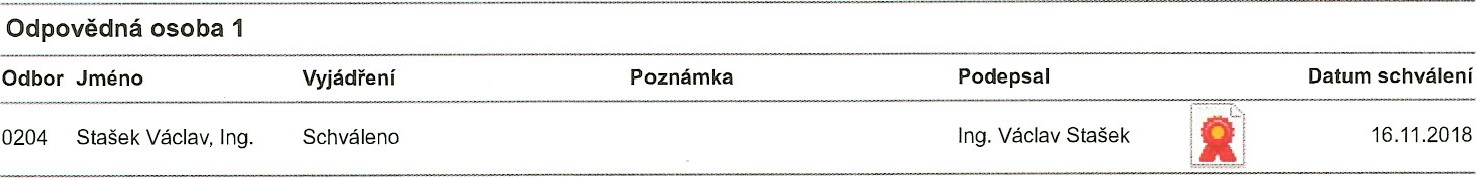 Odpovědná osoba 1
Odbor Jméno Vyjádření Poznámka Podepsal Datum schválení
0204 Stašek Václav, Ing. Schváleno Ing. Václav Stašek 16.11.2018